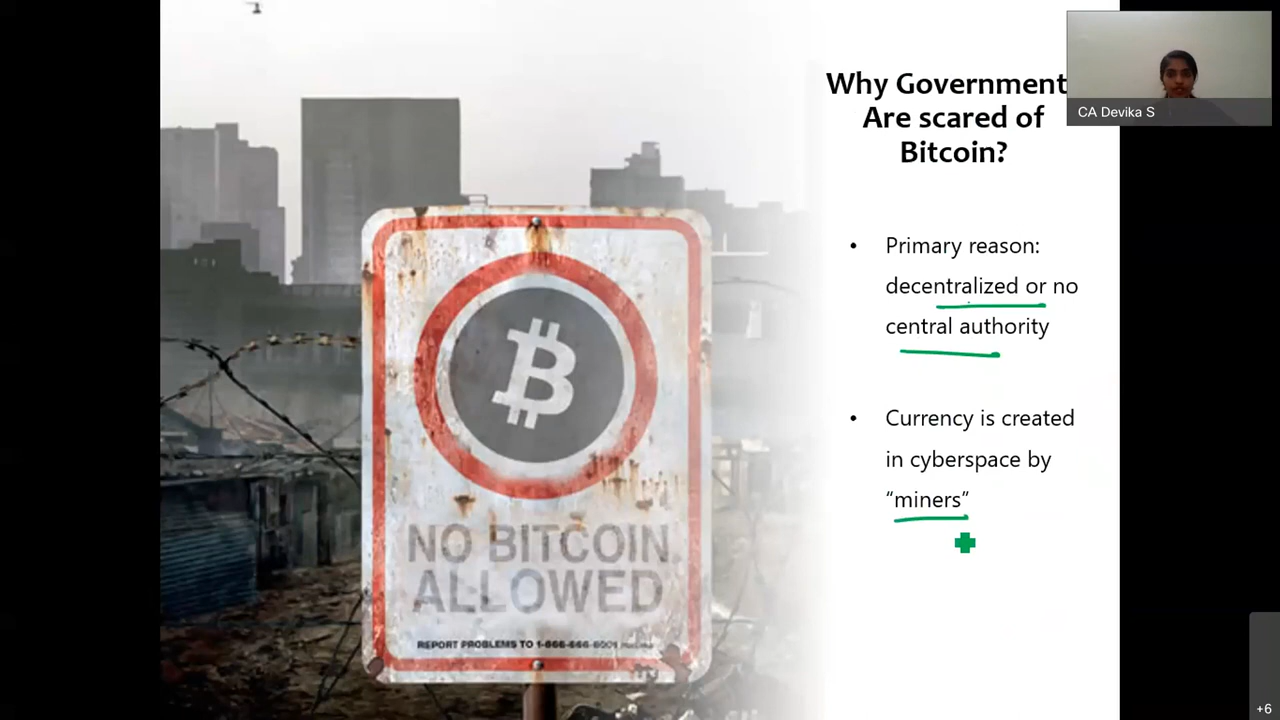 Why Government
Are scared of
Bitcoin?
CA Devika S
• Primary reason:
decentralized or no
central authority
• Currency is created
in cyberspace by
“miners”
NO BITCOIN
ALLOWED
REPORT PROBLEMS TO 1-666-666-6001
+6